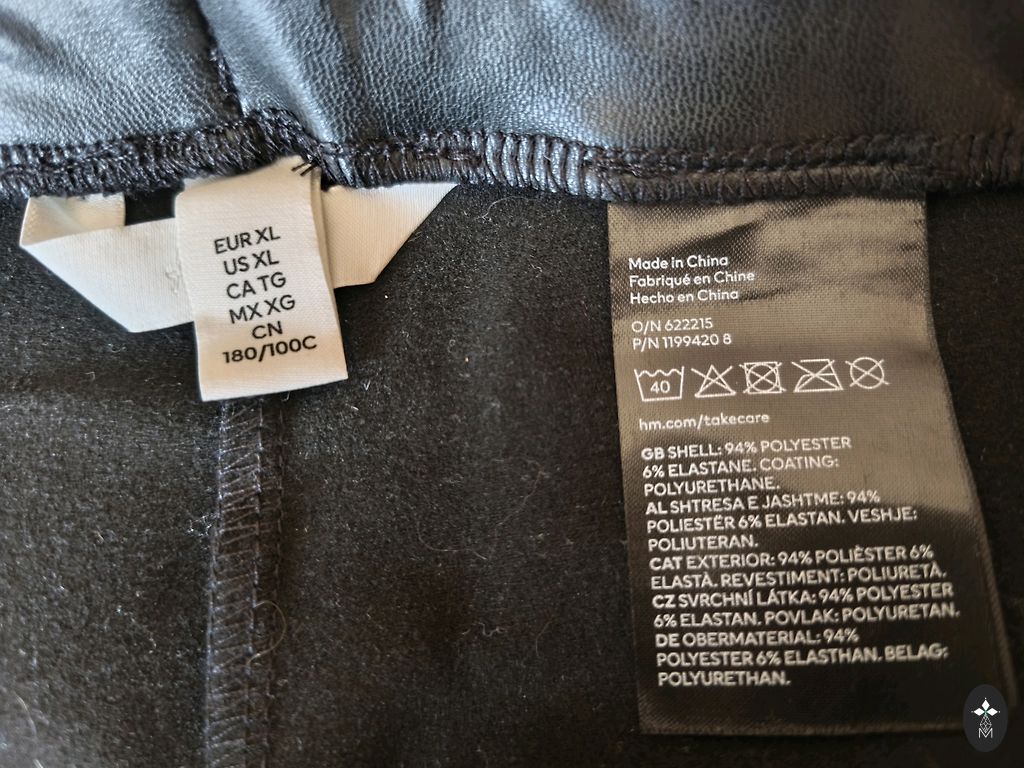 EUR XL
US XL
CA TG
MX XG
CN
180/100C
Made in China
Fabriqué en Chine
Hecho en China
O/N 622215
P/N 1199420 8
40
hm.com/takecare
GB SHELL: 94% POLYESTER
6% ELASTANE. COATING:
POLYURETHANE.
AL SHTRESA E JASHTME: 94%
POLIESTËR 6% ELASTAN. VESHJE:
POLIUTERAN.
CAT EXTERIOR: 94% POLIÈSTER 6%
ELASTÀ. REVESTIMENT: POLIURETÀ.
CZ SVRCHNÍ LÁTKA: 94% POLYESTER
6% ELASTAN. POVLAK: POLYURETAN.
DE OBERMATERIAL: 94%
POLYESTER 6% ELASTHAN. BELAG:
POLYURETHAN.
M